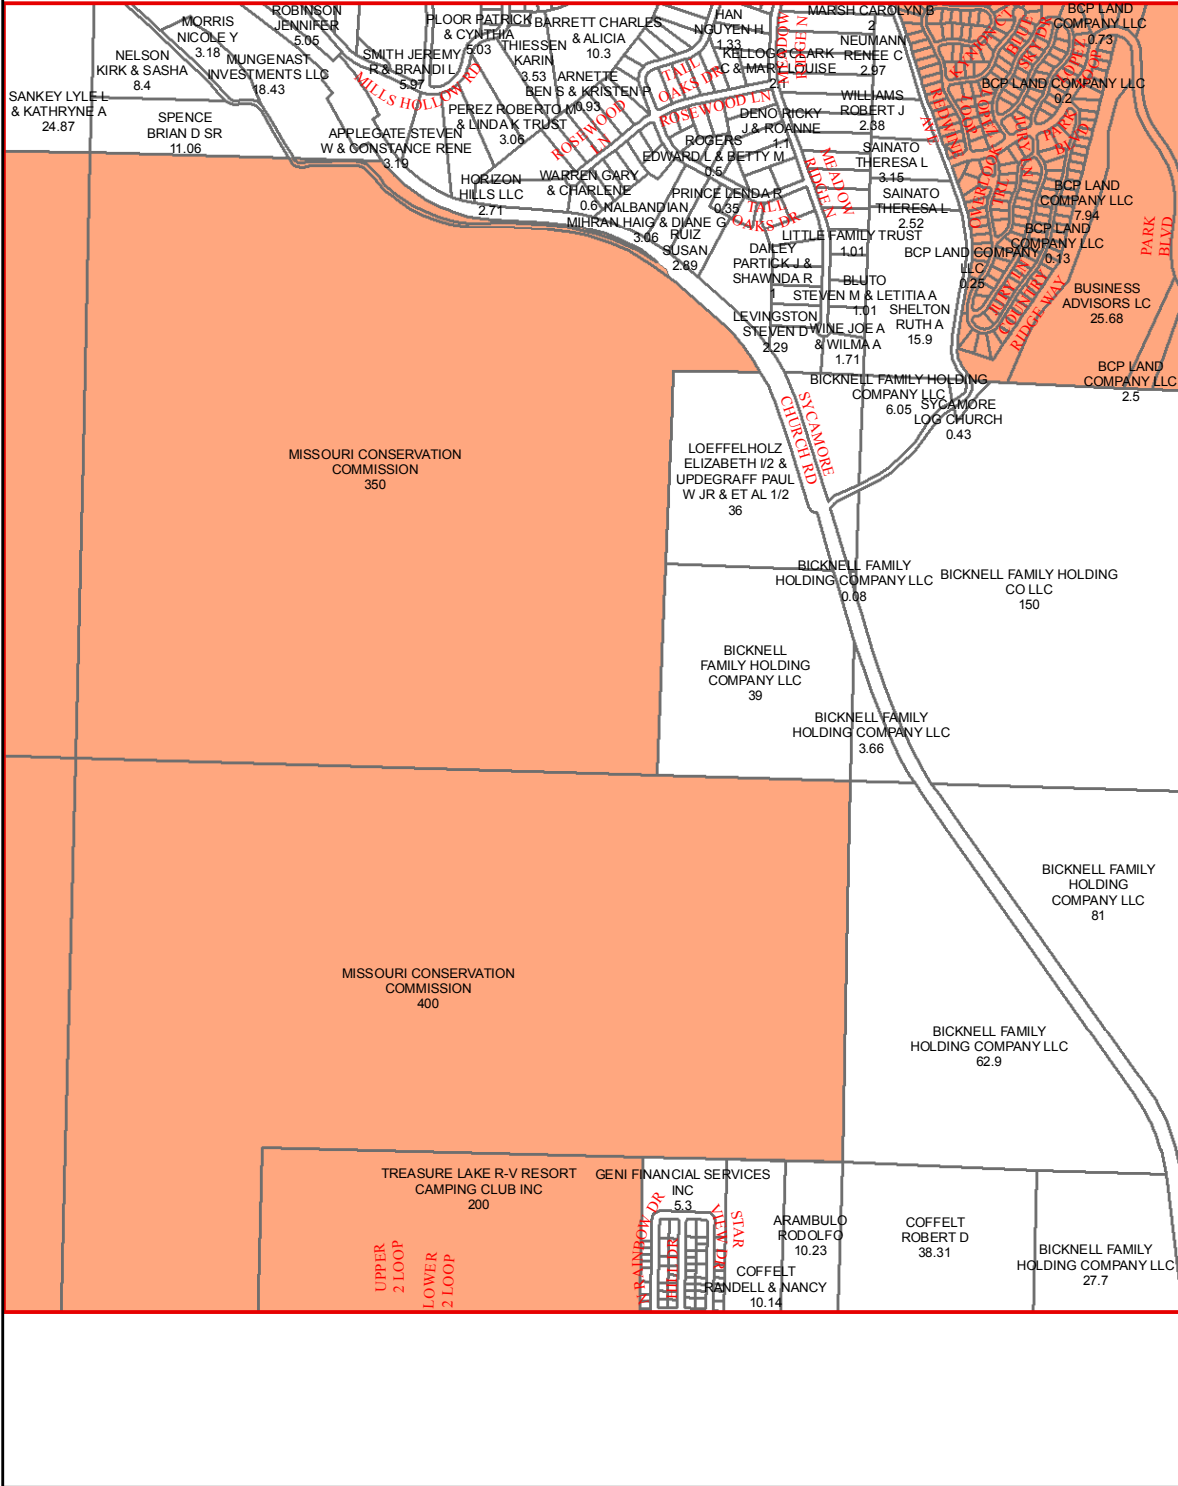 ROBINSON
JENNIFER
5.05
MORRIS
NICOLE Y
3.18
NELSON
KIRK & SASHA
8.4
MUNGENAST
INVESTMENTS LLC
18.43
SANKEY LYLE L
& KATHRYNE A
24.87
SPENCE
BRIAN D SR
11.06
SMITH JEREMY
R & BRANDI L
5.97
MILLS HOLLOW RD
PLOOR PATRICK
& CYNTHIA
5.03
BARRETT CHARLES
& ALICIA
10.3
THIESSEN
KARIN
3.53
ARNETTE
BEN S & KRISTEN P
0.93
PEREZ ROBERTO M
& LINDA K TRUST
3.06
APPLEGATE STEVEN
W & CONSTANCE RENE
3.19
HORIZON
HILLS LLC
2.71
ROSEWOOD
LN
WARREN GARY
& CHARLENE
0.6
NALBANDIAN
MIHRAN HAIG & DIANE G
3.06
RUIZ
SUSAN
2.89
HAN
NGUYEN H
1.33
TALL
OAKS DR
ROSEWOOD LN
KELLOGG CLARK
C & MARY LOUISE
2.1
MEADOW
RIDGE N
MARSH CAROLYN B
2
NEUMANN
RENEE C
2.97
WILLIAMS
ROBERT J
2.38
DENO RICKY
J & ROANNE
1.1
ROGERS
EDWARD L & BETTY M
0.5
SAINATO
THERESA L
3.15
MEADOW
RIDGE N
PRINCE LENDA R
0.35
TALL
OAKS DR
SAINATO
THERESA L
2.52
LITTLE FAMILY TRUST
1.01
DAILEY
PARTICK J &
SHAWNDA R
1
BLUTO
STEVEN M & LETITIA A
1.01
LEVINGSTON
STEVEN D
2.29
WINE JOE A
& WILMA A
1.71
SHELTON
RUTH A
15.9
REDWINE
AVE
BCP LAND
COMPANY LLC
0.73
BCP LAND COMPANY LLC
0.2
PARK
BLVD
BCP LAND
COMPANY LLC
7.94
BCP LAND
COMPANY LLC
0.13
BCP LAND COMPANY
LLC
0.25
COUNTRY
RIDGE WAY
PARK
BLVD
BUSINESS
ADVISORS LC
25.68
BCP LAND
COMPANY LLC
2.5
BICKNELL FAMILY HOLDING
COMPANY LLC
6.05
SYCAMORE
LOG CHURCH
0.43
SYCAMORE
CHURCH RD
LOEFFELHOLZ
ELIZABETH I/2 &
UPDEGRAFF PAUL
W JR & ET AL 1/2
36
MISSOURI CONSERVATION
COMMISSION
350
BICKNELL FAMILY
HOLDING COMPANY LLC
0.08
BICKNELL FAMILY HOLDING
CO LLC
150
BICKNELL
FAMILY HOLDING
COMPANY LLC
39
BICKNELL FAMILY
HOLDING COMPANY LLC
3.66
BICKNELL FAMILY
HOLDING
COMPANY LLC
81
MISSOURI CONSERVATION
COMMISSION
400
BICKNELL FAMILY
HOLDING COMPANY LLC
62.9
TREASURE LAKE R-V RESORT
CAMPING CLUB INC
200
GENI FINANCIAL SERVICES
INC
5.3
UPPER
2 LOOP
LOWER
2 LOOP
N RAINBOW DR
STAR
VIEW DR
ARAMBULO
RODOLFO
10.23
COFFELT
RANDELL & NANCY
10.14
COFFELT
ROBERT D
38.31
BICKNELL FAMILY
HOLDING COMPANY LLC
27.7